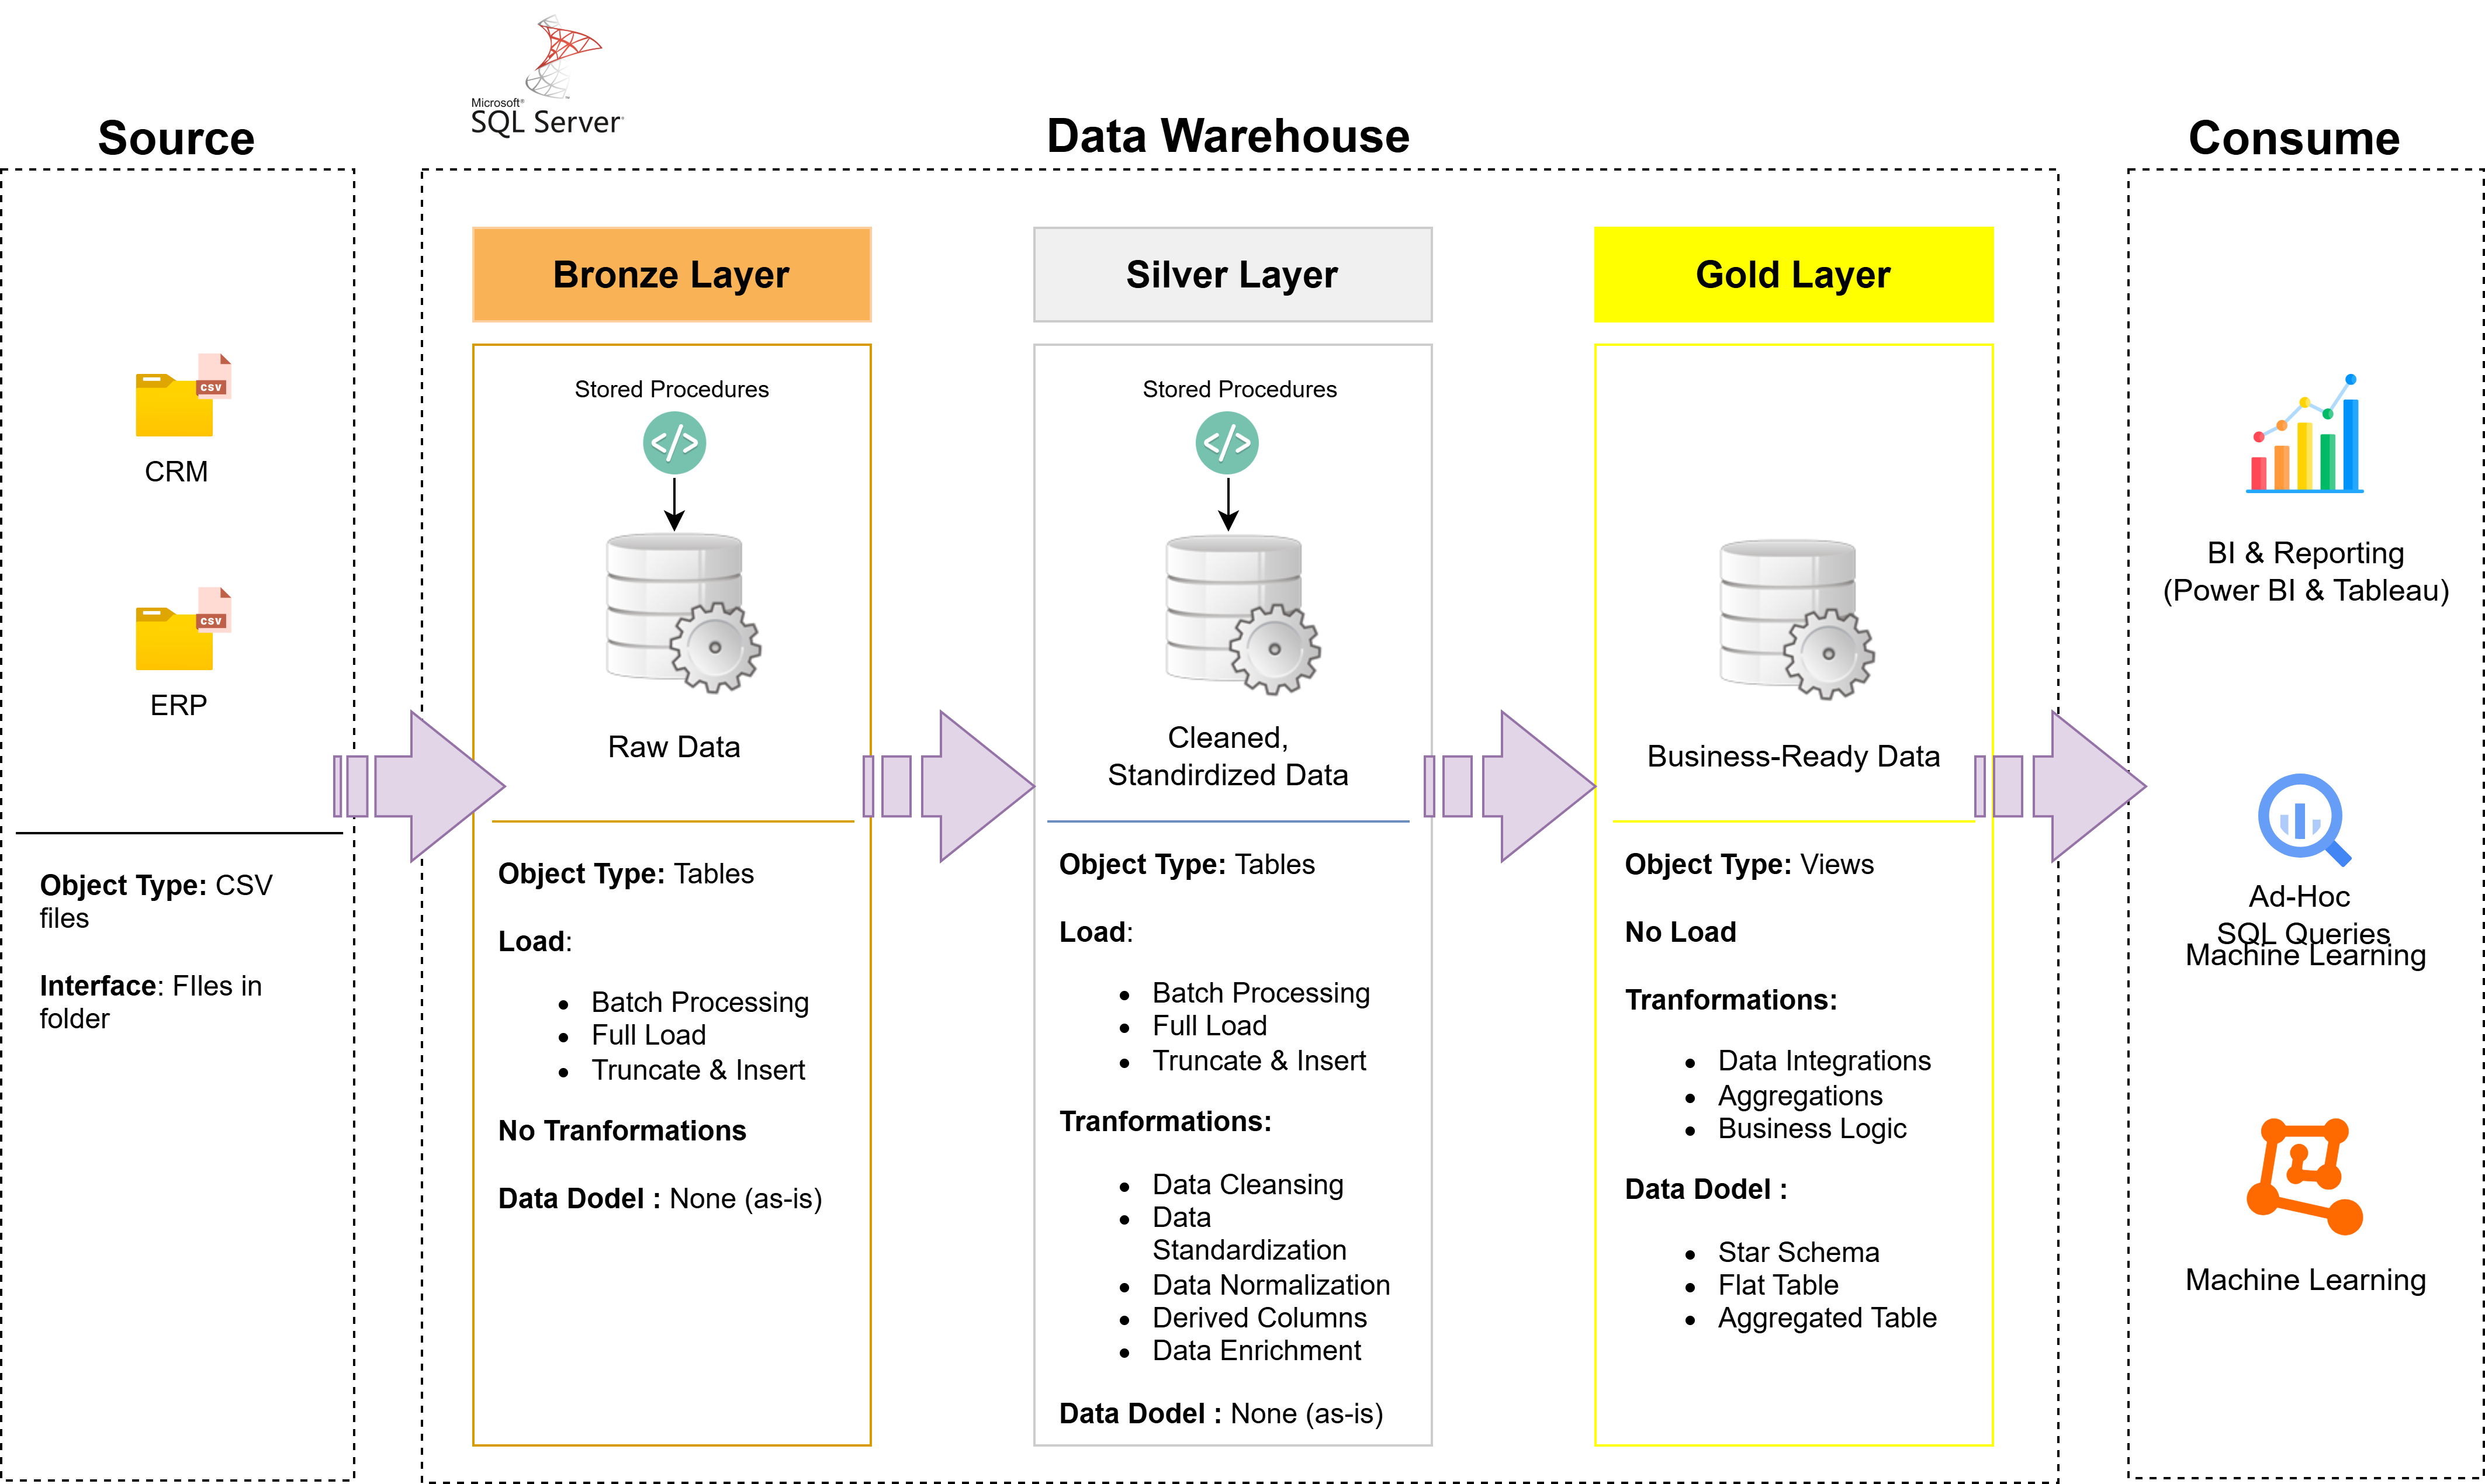 Microsoft®
SQL Server
Source
Data Warehouse
Consume
CSV
CRM
CSV
ERP
Object Type: CSV
files
Interface: FIles in
folder
Bronze Layer
Stored Procedures
</>
Raw Data
Object Type: Tables
Load:
• Batch Processing
• Full Load
• Truncate & Insert
No Tranformations
Data Dodel : None (as-is)
Silver Layer
Stored Procedures
</>
Cleaned,
Standirdized Data
Object Type: Tables
Load:
• Batch Processing
• Full Load
• Truncate & Insert
Tranformations:
• Data Cleansing
• Data
Standardization
• Data Normalization
• Derived Columns
• Data Enrichment
Data Dodel : None (as-is)
Gold Layer
Business-Ready Data
Object Type: Views
No Load
Tranformations:
• Data Integrations
• Aggregations
• Business Logic
Data Dodel :
• Star Schema
• Flat Table
• Aggregated Table
BI & Reporting
(Power BI & Tableau)
Ad-Hoc
SQL Queries
Machine Learning
Machine Learning